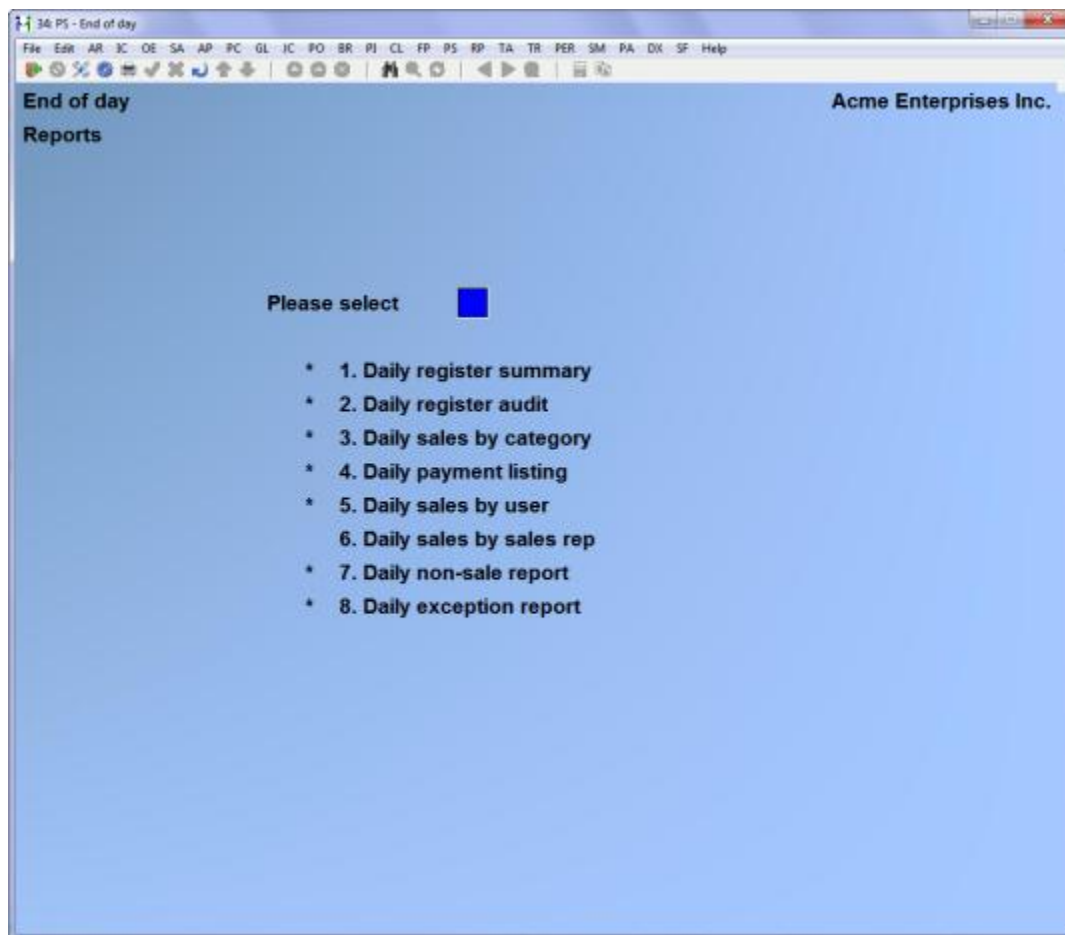 34: PS - End of day
File Edit AR IC OE SA AP PC GL JC PO BR PJ CL FP PS RP TA TR PER SM PA DX SF Help
End of day
Acme Enterprises Inc.
Reports
Please select
* 1. Daily register summary
* 2. Daily register audit
* 3. Daily sales by category
* 4. Daily payment listing
* 5. Daily sales by user
6. Daily sales by sales rep
* 7. Daily non-sale report
* 8. Daily exception report